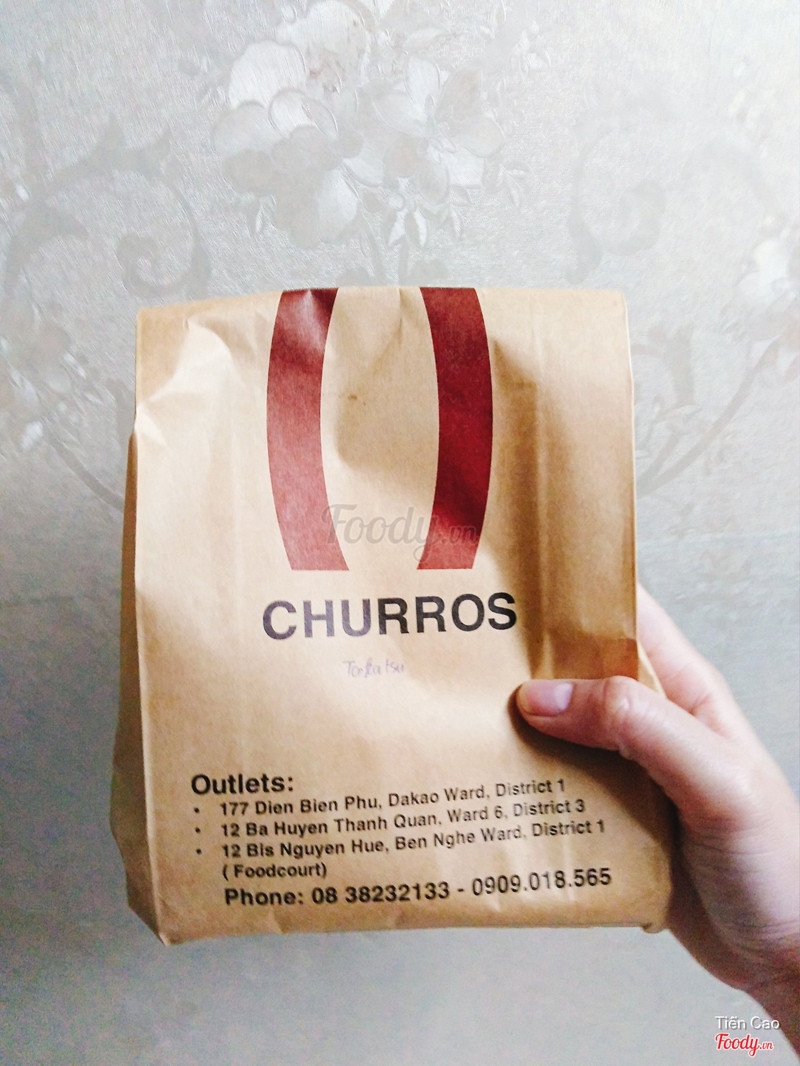 Foody.vn
CHURROS
Outlets:
• 177 Dien Bien Phu, Dakao Ward, District 1
• 12 Ba Huyen Thanh Quan, Ward 6, District 3
• 12 Bis Nguyen Hue, Ben Nghe Ward, District 1
( Foodcourt)
Phone: 08 38232133 - 0909.018.565
Tiến Cao
Foody.vn